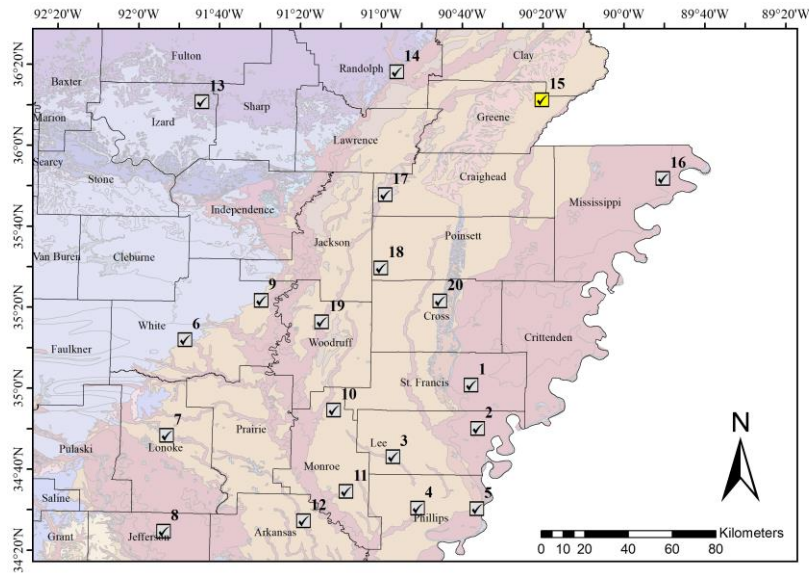 92°20'W 92°0'W 91°40'W 91°20'W 91°0'W 90°40'W 90°20'W 90°0'W 89°40'W 89°20'W
36°20'N
36°0'N
35°40'N
35°20'N
35°0'N
34°40'N
34°20'N
Fulton
Randolph
14
Clay
Baxter
13
Sharp
15
Marion
Izard
Greene
Lawrence
Searcy
Stone
17
Craighead
16
Mississippi
Independence
Jackson
Poinsett
Van Buren
Cleburne
18
9
20
White
6
19
Cross
Woodruff
Crittenden
Faulkner
St. Francis
1
10
2
7
Lonoke
Prairie
Lee
3
Pulaski
Monroe
11
Saline
4
5
12
Phillips
8
Grant
Jefferson
Arkansas
N
Kilometers
0 10 20 40 60 80